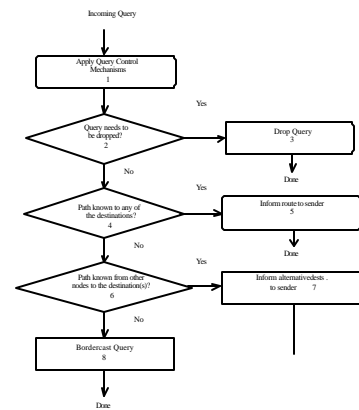 Incoming Query
Apply Query Control
Mechanisms
1
Yes
Query needs to
be dropped?
2
Drop Query
3
No
Done
Yes
Path known to any of
the destinations?
4
Inform route to sender
5
No
Done
Yes
Path known from other
nodes to the destination(s)?
6
Inform alternative dests .
to sender 7
No
Bordercast Query
8
Done